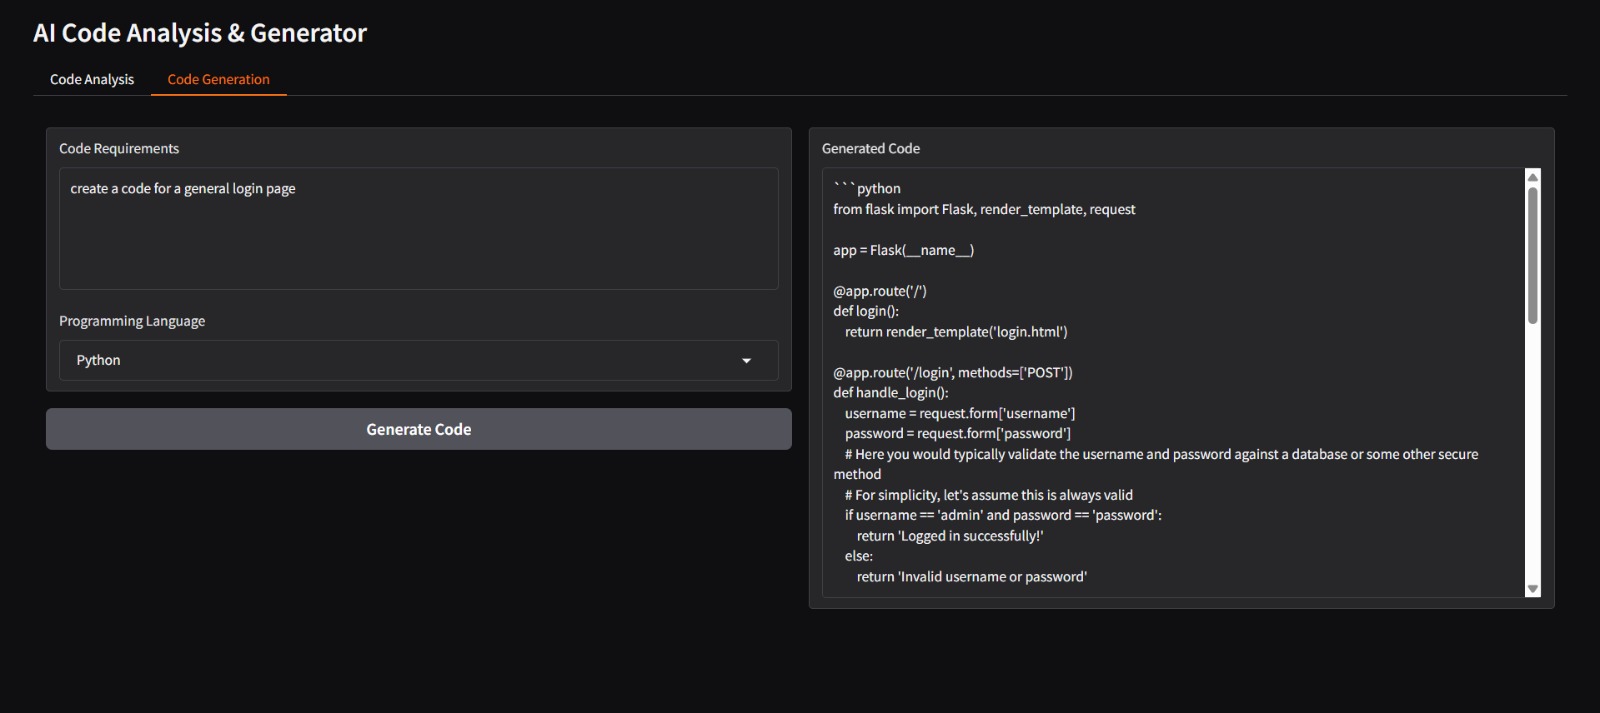 AI Code Analysis & Generator
Code Analysis
Code Generation
Code Requirements
create a code for a general login page
Programming Language
Python
Generate Code
Generated Code
```python
from flask import Flask, render_template, request
app = Flask(__name__)
@app.route('/')
def login():
    return render_template('login.html')
@app.route('/login', methods=['POST'])
def handle_login():
    username = request.form['username']
    password = request.form['password']
    # Here you would typically validate the username and password against a database or some other secure
method
    # For simplicity, let's assume this is always valid
    if username == 'admin' and password == 'password':
        return 'Logged in successfully!'
    else:
        return 'Invalid username or password'